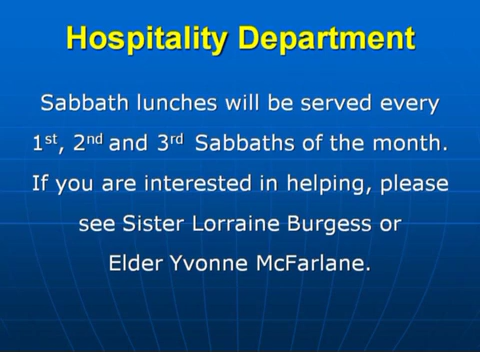 Hospitality Department
Sabbath lunches will be served every
1st, 2nd and 3rd Sabbaths of the month.
If you are interested in helping, please
see Sister Lorraine Burgess or
Elder Yvonne McFarlane.